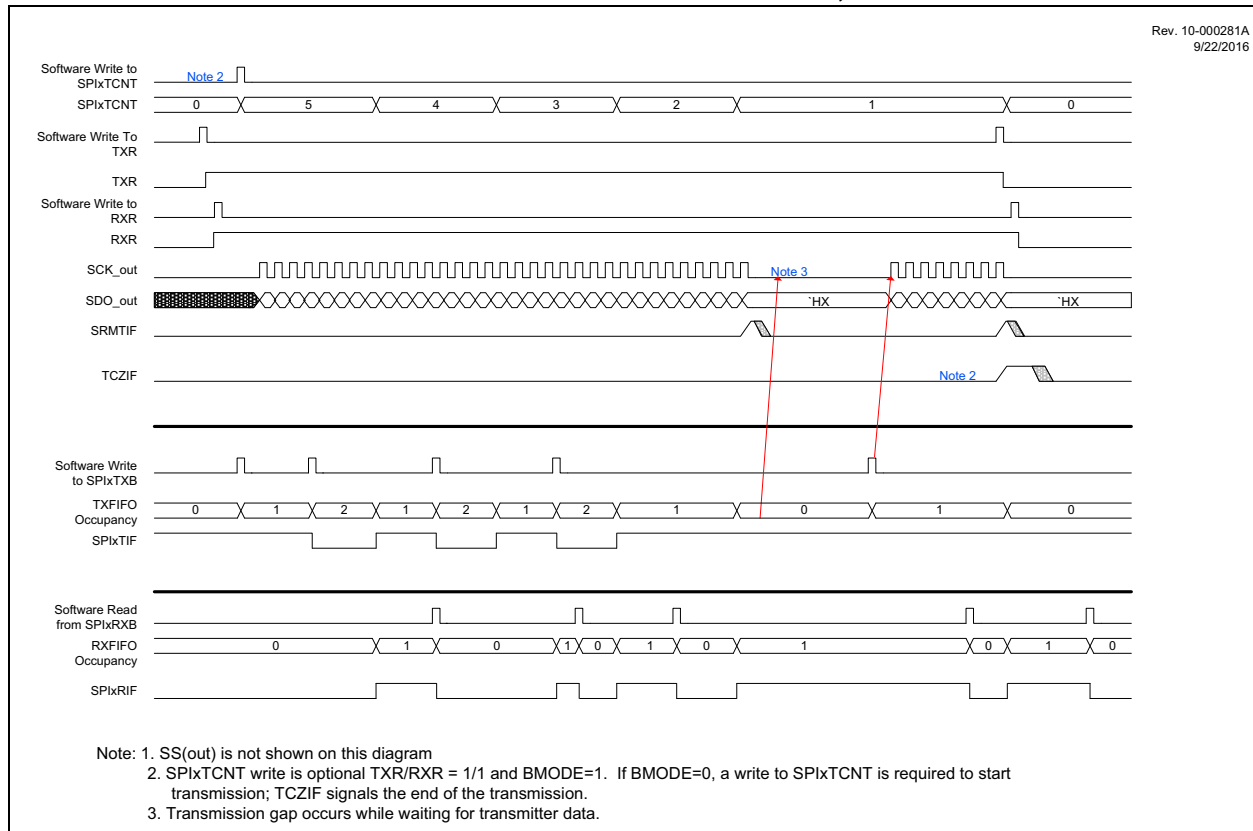 Rev. 10-000281A
9/22/2016
Software Write to
SPIxTCNT
Note 2
SPIxTCNT
0 5 4 3 2 1 0
Software Write To
TXR
TXR
Software Write to
RXR
RXR
SCK_out
Note 3
SDO_out
`HX `HX
SRMTIF
TCZIF
Note 2
Software Write
to SPIxTXB
TXFIFO
Occupancy
0 1 2 1 2 1 2 1 0 1 0
SPIxTIF
Software Read
from SPIxRXB
RXFIFO
Occupancy
0 1 0 1 0 1 0 1 0 1 0
SPIxRIF
Note: 1. SS(out) is not shown on this diagram
2. SPIxTCNT write is optional TXR/RXR = 1/1 and BMODE=1. If BMODE=0, a write to SPIxTCNT is required to start
transmission; TCZIF signals the end of the transmission.
3. Transmission gap occurs while waiting for transmitter data.